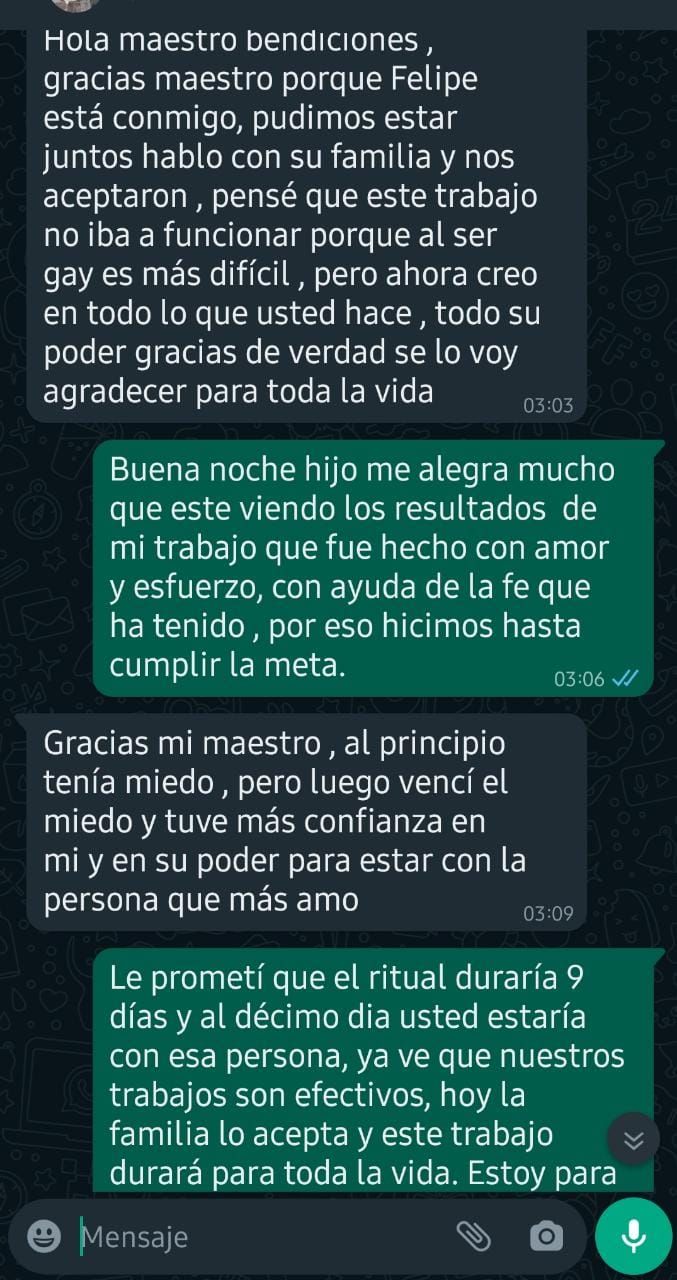 Hola maestro bendiciones ,
gracias maestro porque Felipe
está conmigo, pudimos estar
juntos hablo con su familia y nos
aceptaron , pensé que este trabajo
no iba a funcionar porque al ser
gay es más difícil , pero ahora creo
en todo lo que usted hace , todo su
poder gracias de verdad se lo voy
agradecer para toda la vida
03:03
Buena noche hijo me alegra mucho
que este viendo los resultados de
mi trabajo que fue hecho con amor
y esfuerzo, con ayuda de la fe que
ha tenido , por eso hicimos hasta
cumplir la meta.
03:06
Gracias mi maestro , al principio
tenía miedo , pero luego vencí el
miedo y tuve más confianza en
mi y en su poder para estar con la
persona que más amo
03:09
Le prometí que el ritual duraría 9
días y al décimo dia usted estaría
con esa persona, ya ve que nuestros
trabajos son efectivos, hoy la
familia lo acepta y este trabajo
durará para toda la vida. Estoy para
Mensaje